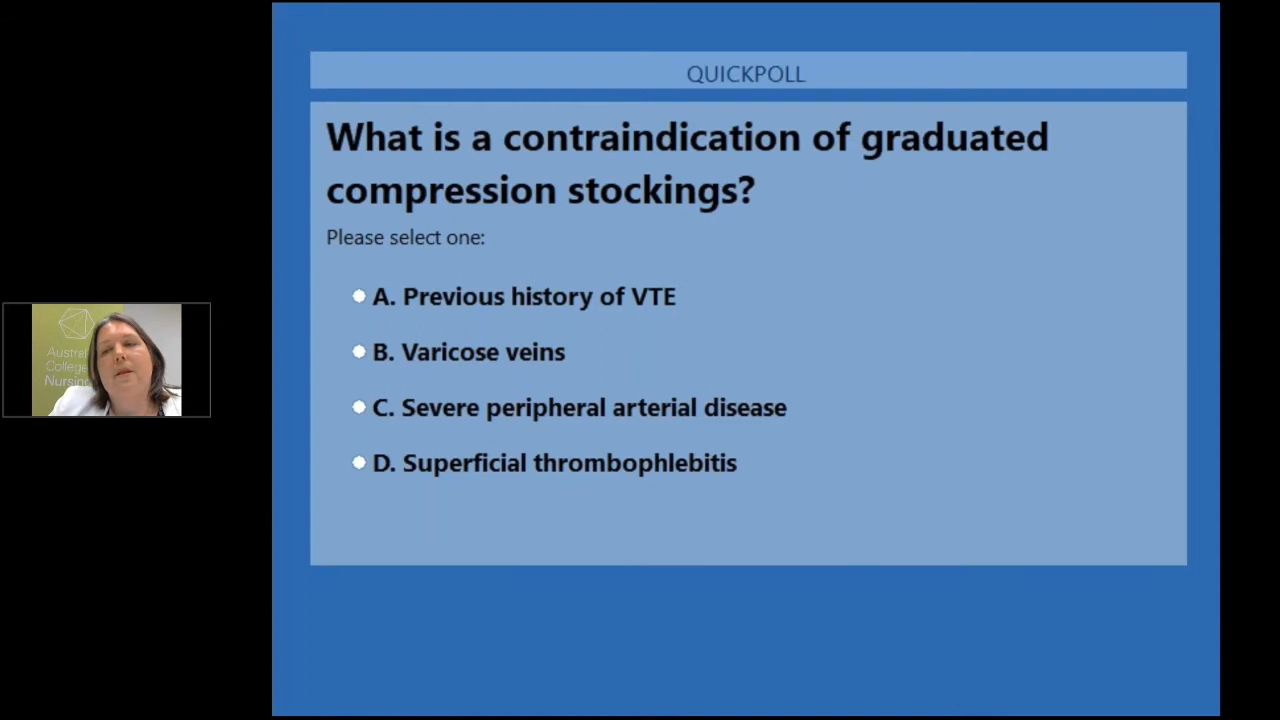 QUICKPOLL
What is a contraindication of graduated
compression stockings?
Please select one:
A. Previous history of VTE
B. Varicose veins
C. Severe peripheral arterial disease
D. Superficial thrombophlebitis
College